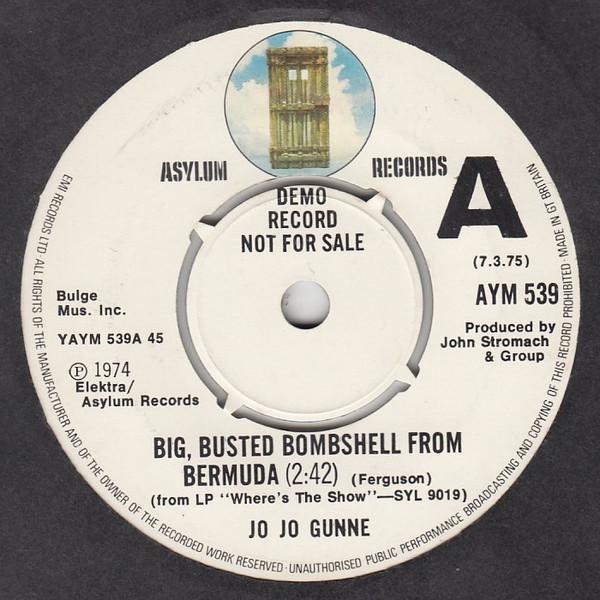 ASYLUM RECORDS
DEMO
RECORD
NOT FOR SALE
A
(7.3.75)
AYM 539
Produced by
John Stromach
& Group
Bulge
Mus. Inc.
YAYM 539A 45
Ⓟ 1974
Elektra/
Asylum Records
BIG, BUSTED BOMBSHELL FROM
BERMUDA (2:42) (Ferguson)
(from LP "Where's The Show"—SYL 9019)
JO JO GUNNE
EMI RECORDS LTD·ALL RIGHTS OF THE MANUFACTURER AND OF THE OWNER OF THE RECORDED WORK RESERVED·UNAUTHORISED PUBLIC PERFORMANCE BROADCASTING AND COPYING OF THIS RECORD PROHIBITED·MADE IN GT BRITAIN